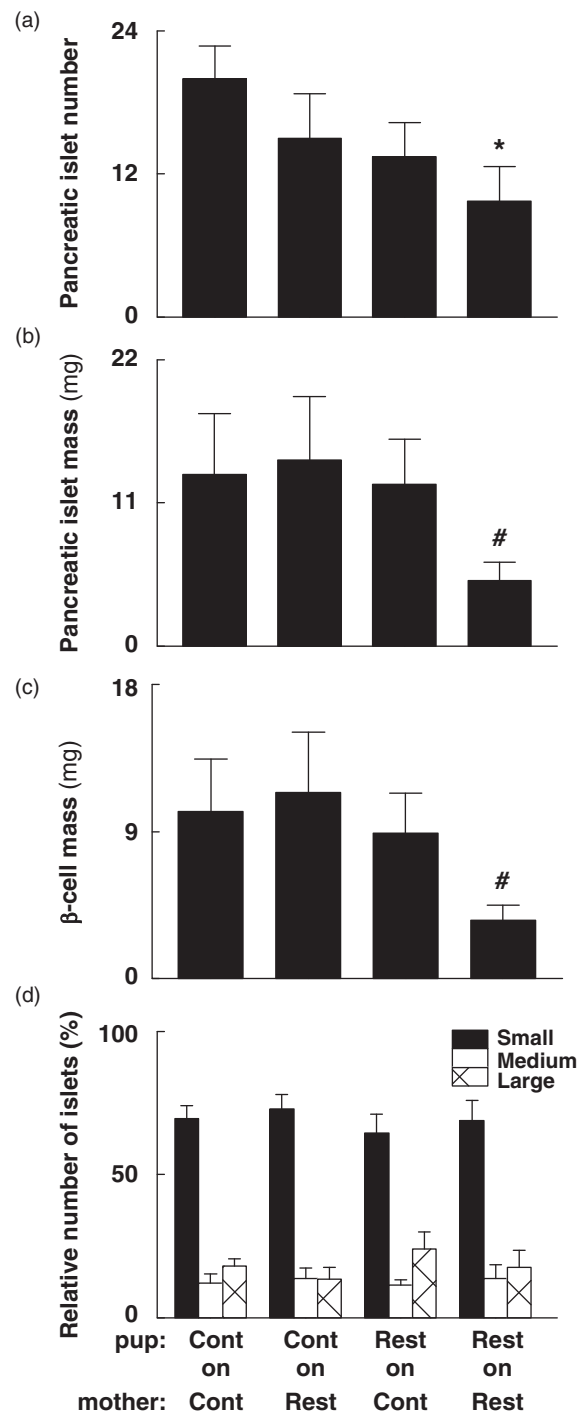 (a)
24
12
0
Pancreatic islet number
*
(b)
22
11
0
Pancreatic islet mass (mg)
#
(c)
18
9
0
β-cell mass (mg)
#
(d)
100
50
0
Relative number of islets (%)
Small
Medium
Large
pup: Cont Cont Rest Rest
on on on on
mother: Cont Rest Cont Rest